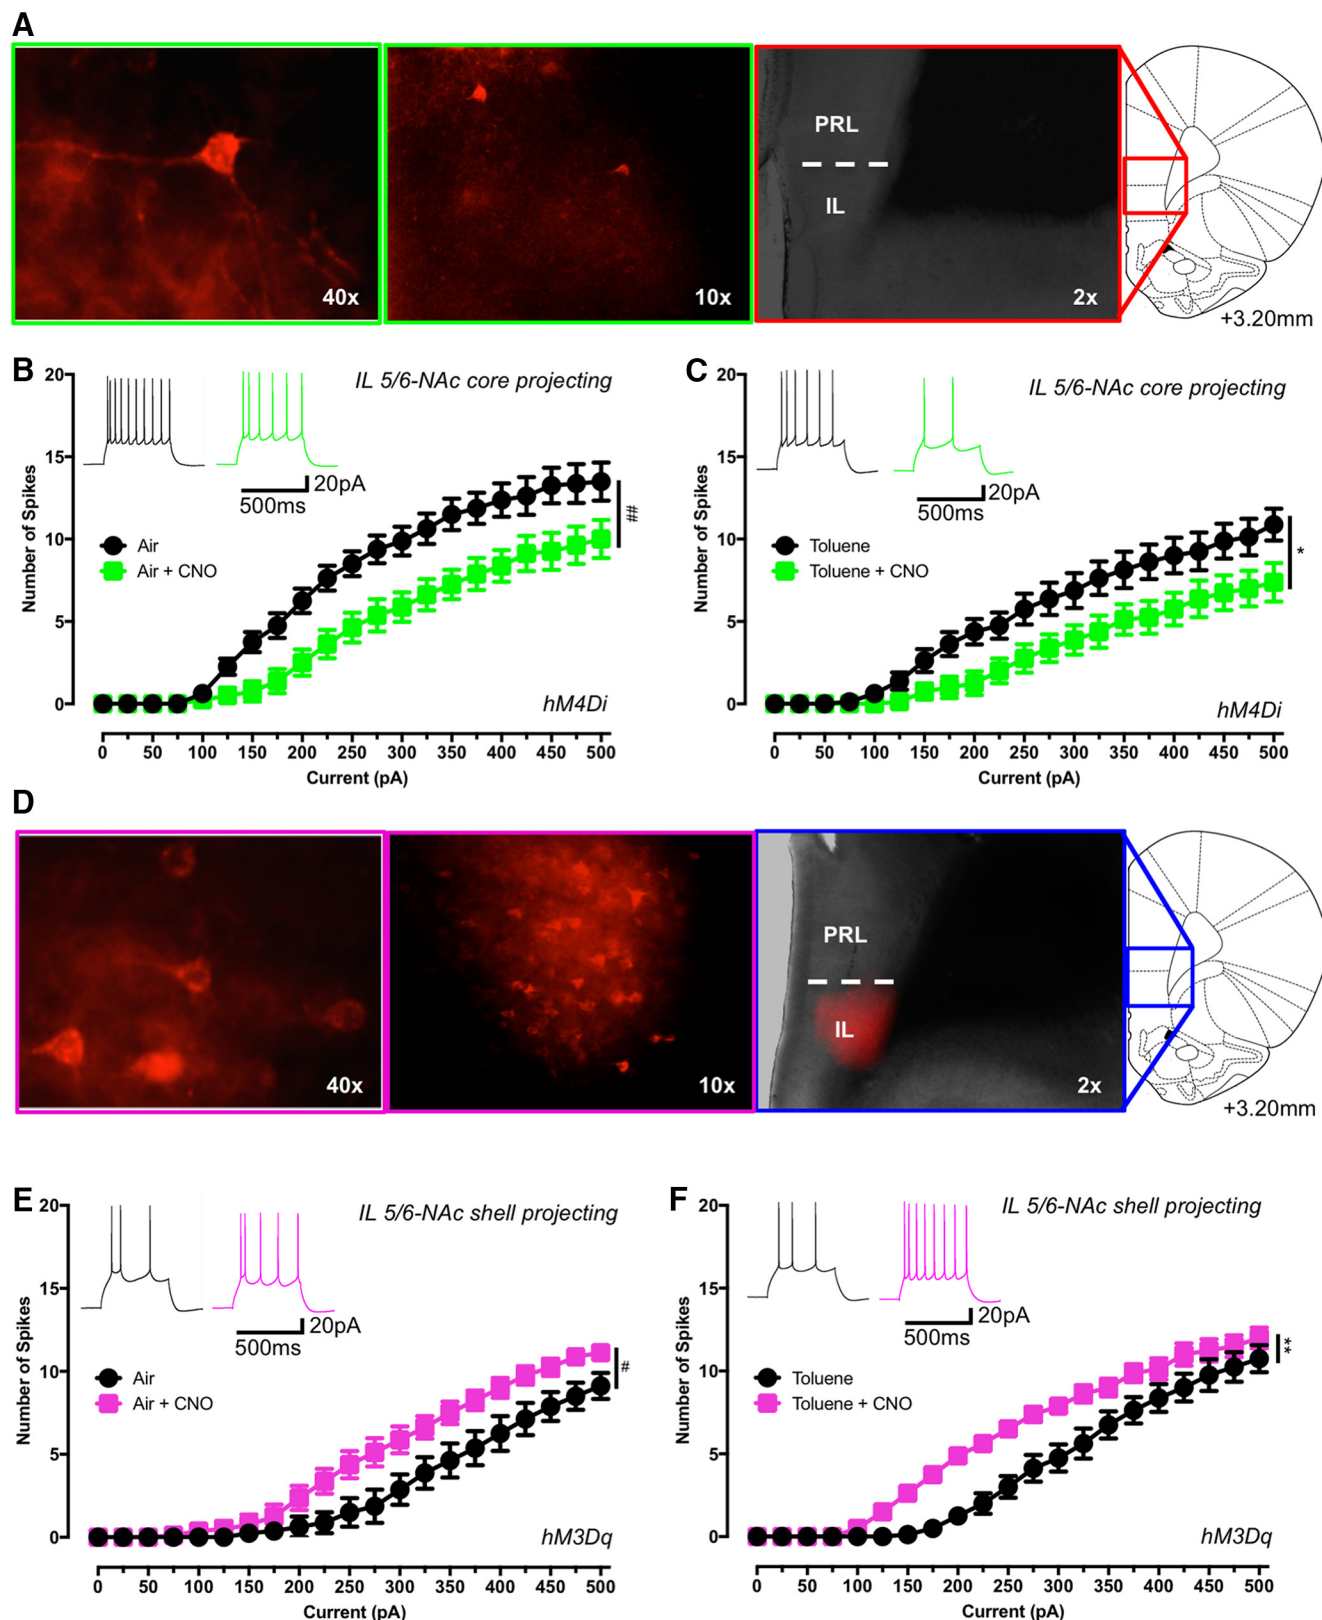 A
40x
10x
PRL
IL
2x
+3.20mm
B
IL 5/6-NAc core projecting
20pA
500ms
Air
Air + CNO
##
hM4Di
Number of Spikes
20
15
10
5
0
0 50 100 150 200 250 300 350 400 450 500
Current (pA)
C
IL 5/6-NAc core projecting
20pA
500ms
Toluene
Toluene + CNO
*
hM4Di
Number of Spikes
20
15
10
5
0
0 50 100 150 200 250 300 350 400 450 500
Current (pA)
D
40x
10x
PRL
IL
2x
+3.20mm
E
IL 5/6-NAc shell projecting
20pA
500ms
Air
Air + CNO
#
hM3Dq
Number of Spikes
20
15
10
5
0
0 50 100 150 200 250 300 350 400 450 500
Current (pA)
F
IL 5/6-NAc shell projecting
20pA
500ms
Toluene
Toluene + CNO
**
hM3Dq
Number of Spikes
20
15
10
5
0
0 50 100 150 200 250 300 350 400 450 500
Current (pA)